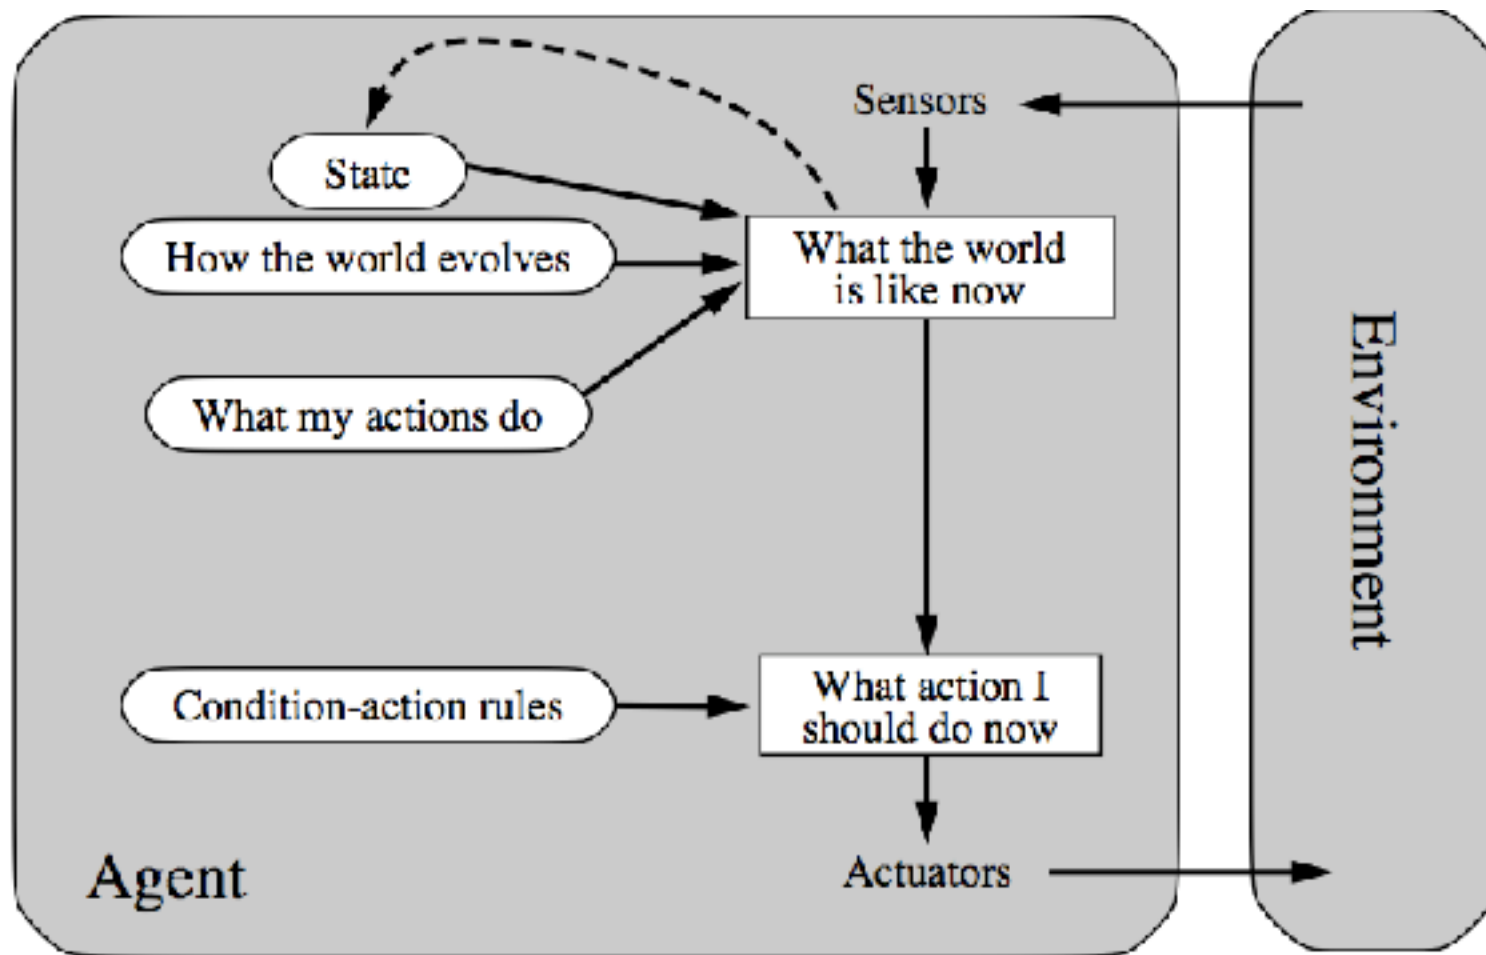 Sensors
State
How the world evolves
What the world
is like now
What my actions do
Environment
Condition-action rules
What action I
should do now
Agent
Actuators